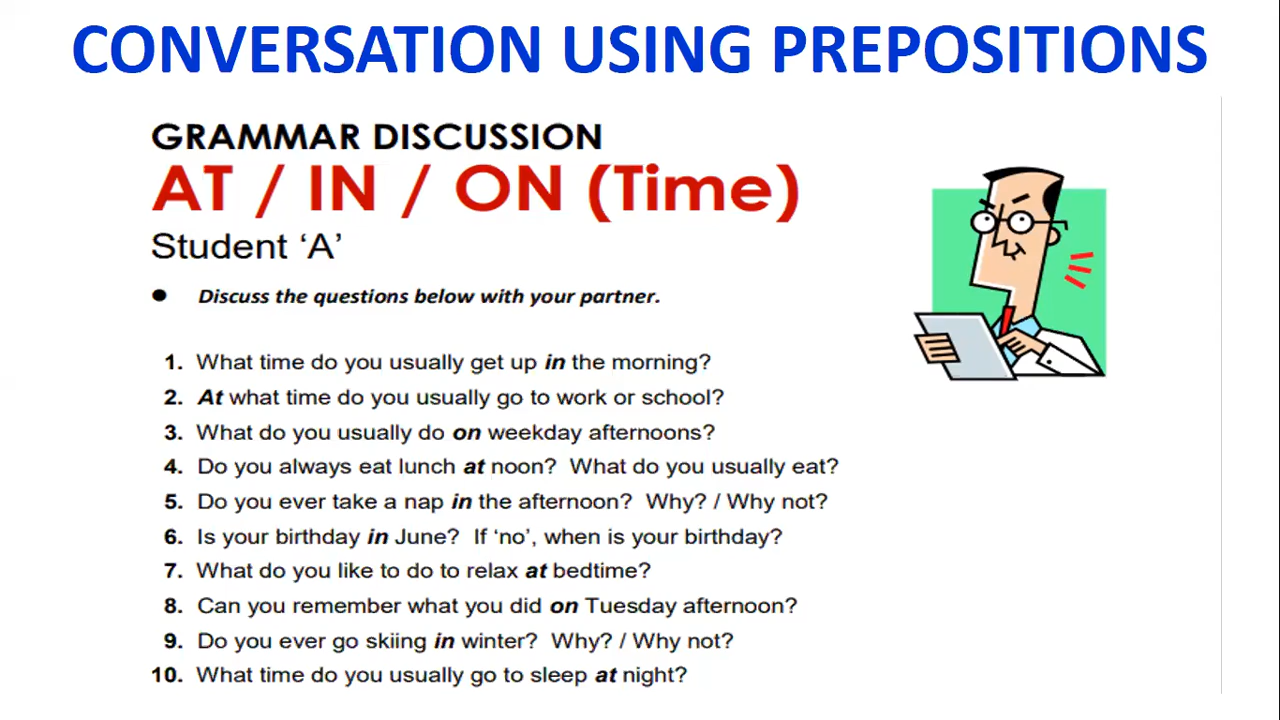 CONVERSATION USING PREPOSITIONS
GRAMMAR DISCUSSION
AT / IN / ON (Time)
Student ‘A’
● Discuss the questions below with your partner.
1. What time do you usually get up in the morning?
2. At what time do you usually go to work or school?
3. What do you usually do on weekday afternoons?
4. Do you always eat lunch at noon? What do you usually eat?
5. Do you ever take a nap in the afternoon? Why? / Why not?
6. Is your birthday in June? If ‘no’, when is your birthday?
7. What do you like to do to relax at bedtime?
8. Can you remember what you did on Tuesday afternoon?
9. Do you ever go skiing in winter? Why? / Why not?
10. What time do you usually go to sleep at night?